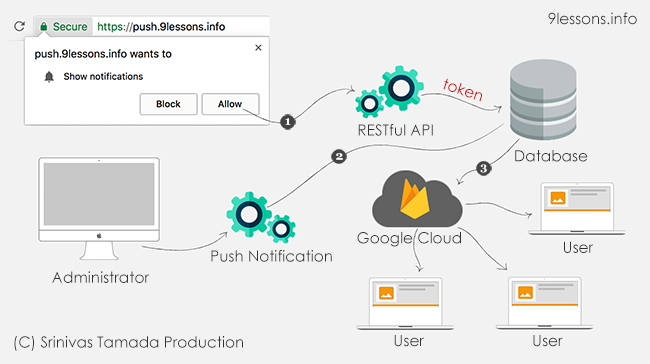 9lessons.info
Secure https://push.9lessons.info
push.9lessons.info wants to
Show notifications
Block Allow
1
RESTful API
token
Database
2
3
Administrator
Push Notification
Google Cloud
User
User
User
(C) Srinivas Tamada Production